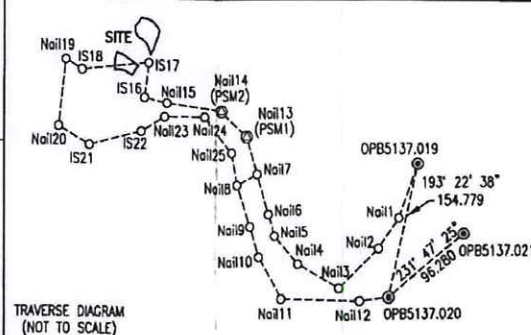 SITE
Nail19
IS18
IS17
IS16
Nail15
Nail14
(PSM2)
Nail13
(PSM1)
Nail20
IS21
IS22
Nail23
Nail24
Nail25
Nail8
Nail7
OPB5137.019
193' 22' 38"
154.779
Nail1
Nail6
Nail5
Nail9
Nail4
Nail2
Nail10
231' 47' 25"
96.280
OPB5137.021
Nail3
Nail11
Nail12
OPB5137.020
TRAVERSE DIAGRAM
(NOT TO SCALE)